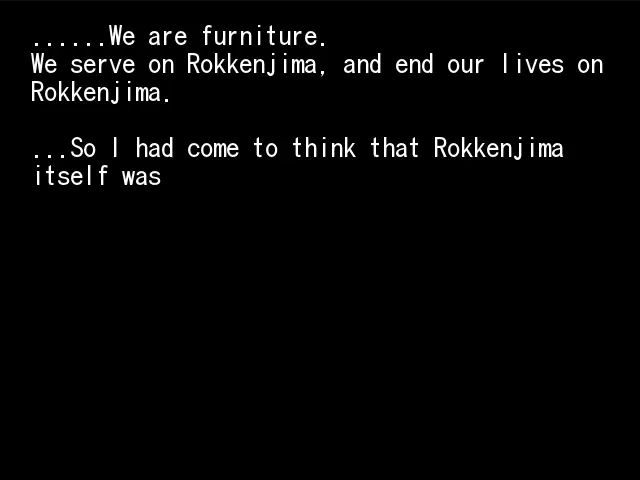 ......We are furniture.
We serve on Rokkenjima, and end our lives on
Rokkenjima.
...So I had come to think that Rokkenjima
itself was